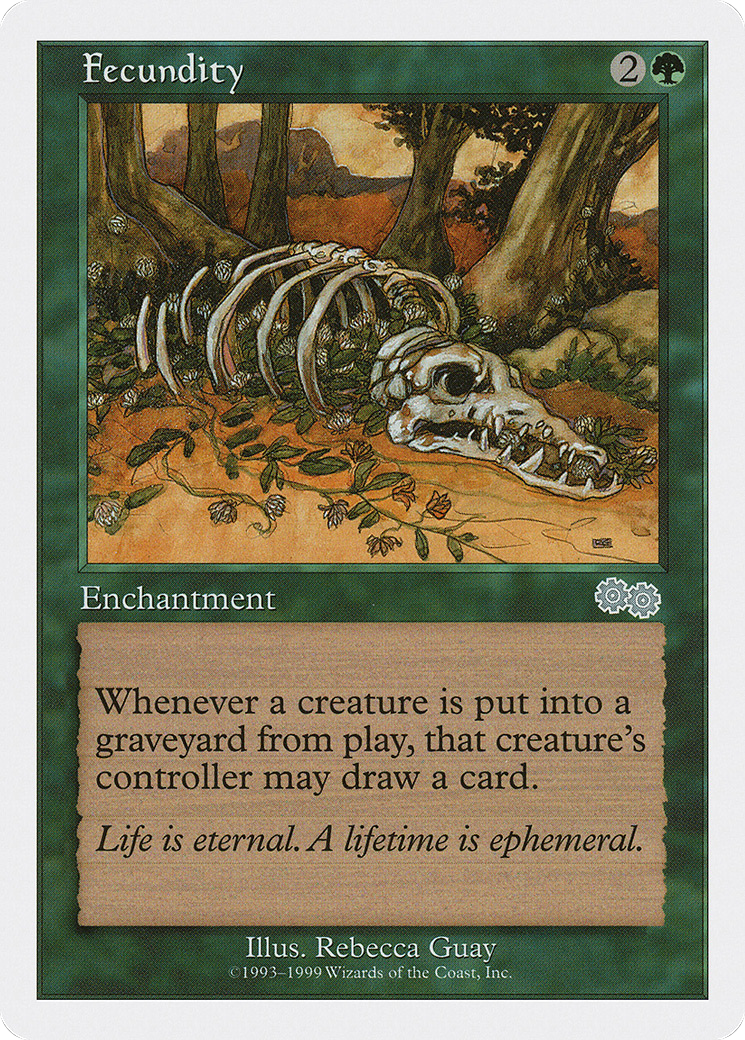 Fecundity
2
Enchantment
Whenever a creature is put into a
graveyard from play, that creature's
controller may draw a card.
Life is eternal. A lifetime is ephemeral.
Illus. Rebecca Guay
©1993–1999 Wizards of the Coast, Inc.